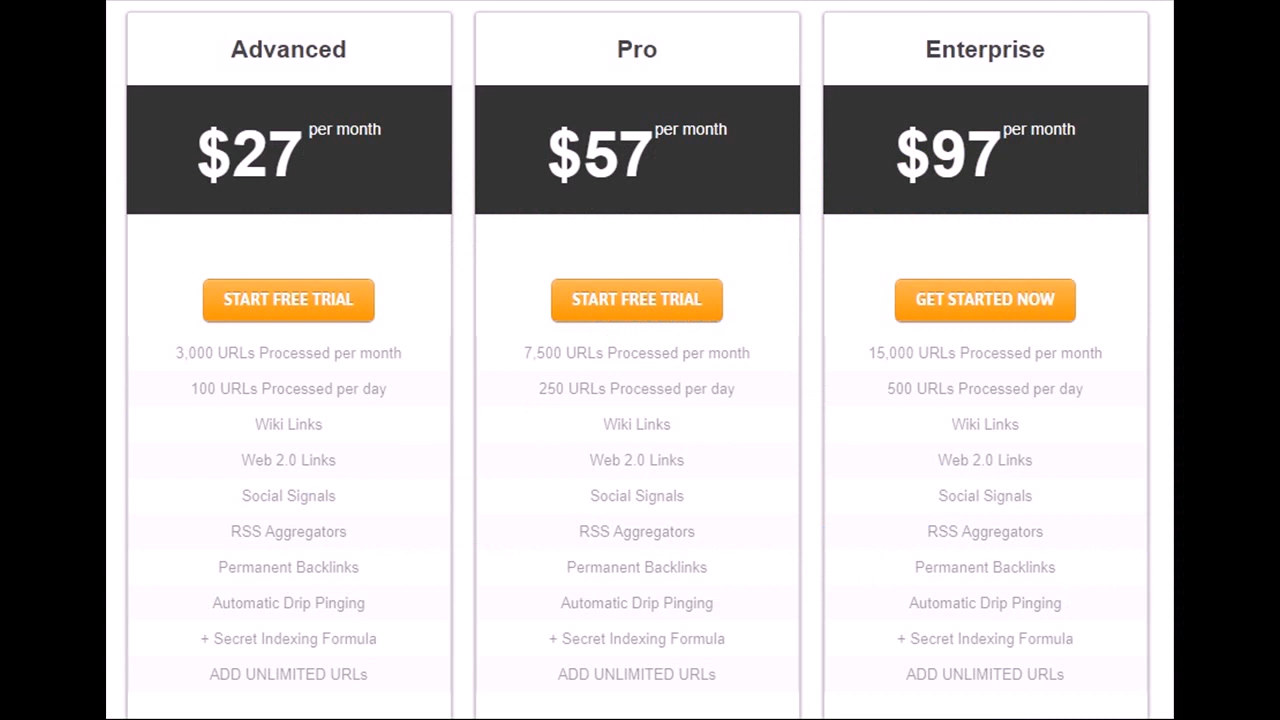 Advanced
$27 per month
START FREE TRIAL
3,000 URLs Processed per month
100 URLs Processed per day
Wiki Links
Web 2.0 Links
Social Signals
RSS Aggregators
Permanent Backlinks
Automatic Drip Pinging
+ Secret Indexing Formula
ADD UNLIMITED URLs
Pro
$57 per month
START FREE TRIAL
7,500 URLs Processed per month
250 URLs Processed per day
Wiki Links
Web 2.0 Links
Social Signals
RSS Aggregators
Permanent Backlinks
Automatic Drip Pinging
+ Secret Indexing Formula
ADD UNLIMITED URLs
Enterprise
$97 per month
GET STARTED NOW
15,000 URLs Processed per month
500 URLs Processed per day
Wiki Links
Web 2.0 Links
Social Signals
RSS Aggregators
Permanent Backlinks
Automatic Drip Pinging
+ Secret Indexing Formula
ADD UNLIMITED URLs